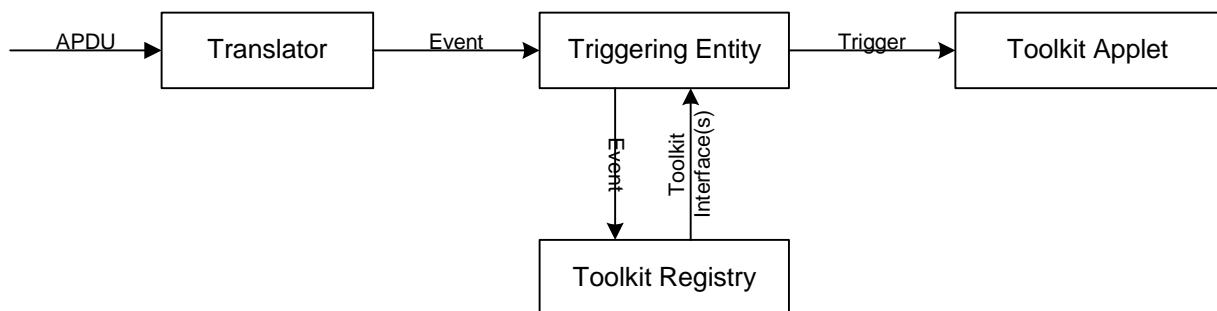 APDU
Translator
Event
Triggering Entity
Trigger
Toolkit Applet
Event
Toolkit
Interface(s)
Toolkit Registry